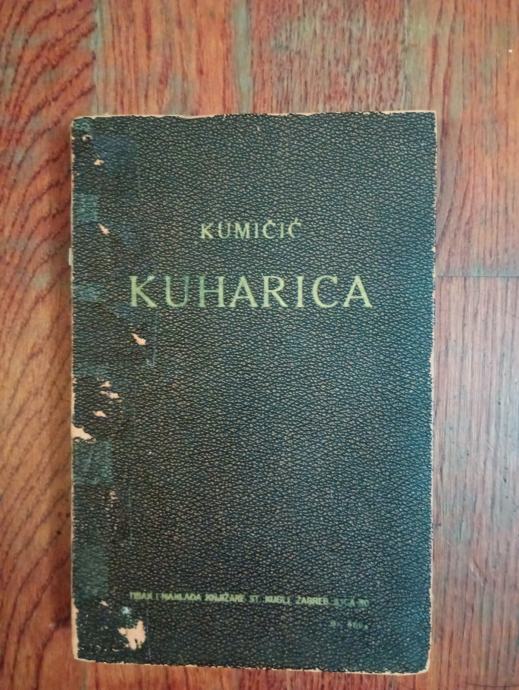 KUMIČIĆ
KUHARICA
TISAK I NAKLADA KNJIŽARE ST. KUGLI, ZAGREB, ILICA 30